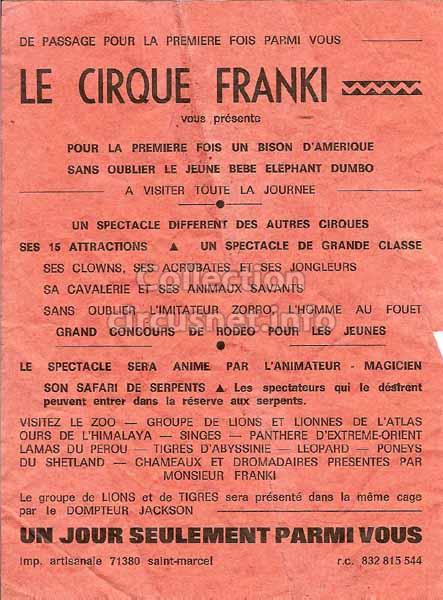 DE PASSAGE POUR LA PREMIERE FOIS PARMI VOUS
LE CIRQUE FRANKI
vous présente
POUR LA PREMIERE FOIS UN BISON D'AMERIQUE
SANS OUBLIER LE JEUNE BEBE ELEPHANT DUMBO
A VISITER TOUTE LA JOURNEE
UN SPECTACLE DIFFERENT DES AUTRES CIRQUES
SES 15 ATTRACTIONS ▲ UN SPECTACLE DE GRANDE CLASSE
SES CLOWNS, SES ACROBATES ET SES JONGLEURS
Collection
SA CAVALERIE ET SES ANIMAUX SAVANTS
SANS OUBLIER L'IMITATEUR ZORRO, L'HOMME AU FOUET
circusnet.info
GRAND CONCOURS DE RODEO POUR LES JEUNES
LE SPECTACLE SERA ANIME PAR L'ANIMATEUR - MAGICIEN
SON SAFARI DE SERPENTS ▲ Les spectateurs qui le désirent
peuvent entrer dans la réserve aux serpents.
VISITEZ LE ZOO — GROUPE DE LIONS ET LIONNES DE L'ATLAS
OURS DE L'HIMALAYA — SINGES — PANTHERE D'EXTREME-ORIENT
LAMAS DU PEROU — TIGRES D'ABYSSINIE — LEOPARD — PONEYS
DU SHETLAND — CHAMEAUX ET DROMADAIRES PRESENTES PAR
MONSIEUR FRANKI
Le groupe de LIONS et de TIGRES sera présenté dans la même cage
par le DOMPTEUR JACKSON
UN JOUR SEULEMENT PARMI VOUS
imp. artisanale 71380 saint-marcel r.c. 832 815 544